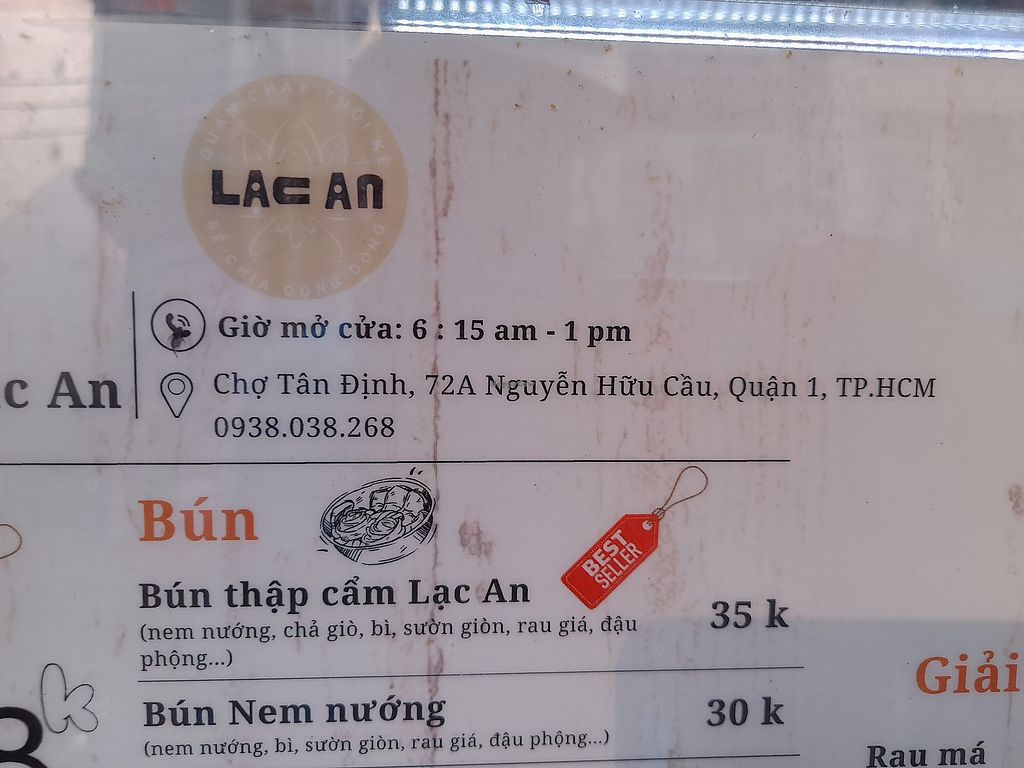 QUÁN CHAY THỜI KẾ
LẠC AN
SẺ CHIA CỘNG ĐỒNG
Giờ mở cửa: 6 : 15 am - 1 pm
c An
Chợ Tân Định, 72A Nguyễn Hữu Cầu, Quận 1, TP.HCM
0938.038.268
Bún
BEST
SELLER
Bún thập cẩm Lạc An
35 k
(nem nướng, chả giò, bì, sườn giòn, rau giá, đậu
phộng...)
Giải
Bún Nem nướng
30 k
(nem nướng, bì, sườn giòn, rau giá, đậu phộng...)
Rau má